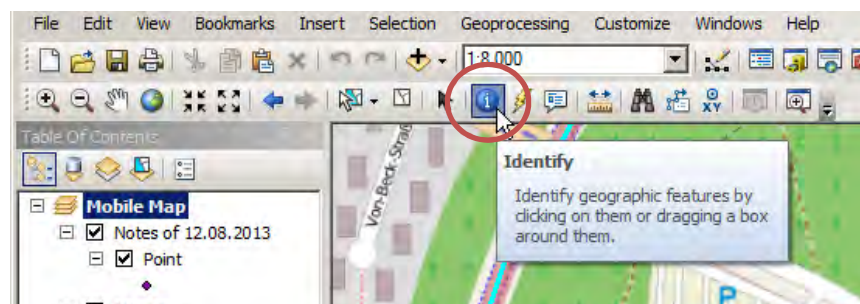 File Edit View Bookmarks Insert Selection Geoprocessing Customize Windows Help
1:8.000
XY
Table Of Contents
Von-Beck-Straß
Identify
Identify geographic features by
clicking on them or dragging a box
around them.
Mobile Map
Notes of 12.08.2013
Point
P